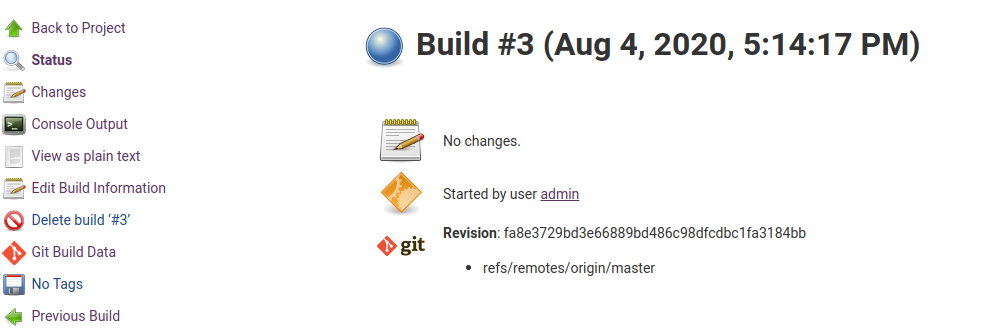 Back to Project
Status
Changes
Console Output
View as plain text
Edit Build Information
Delete build ‘#3’
Git Build Data
No Tags
Previous Build
Build #3 (Aug 4, 2020, 5:14:17 PM)
No changes.
Started by user admin
git
Revision: fa8e3729bd3e66889bd486c98dfcdbc1fa3184bb
refs/remotes/origin/master